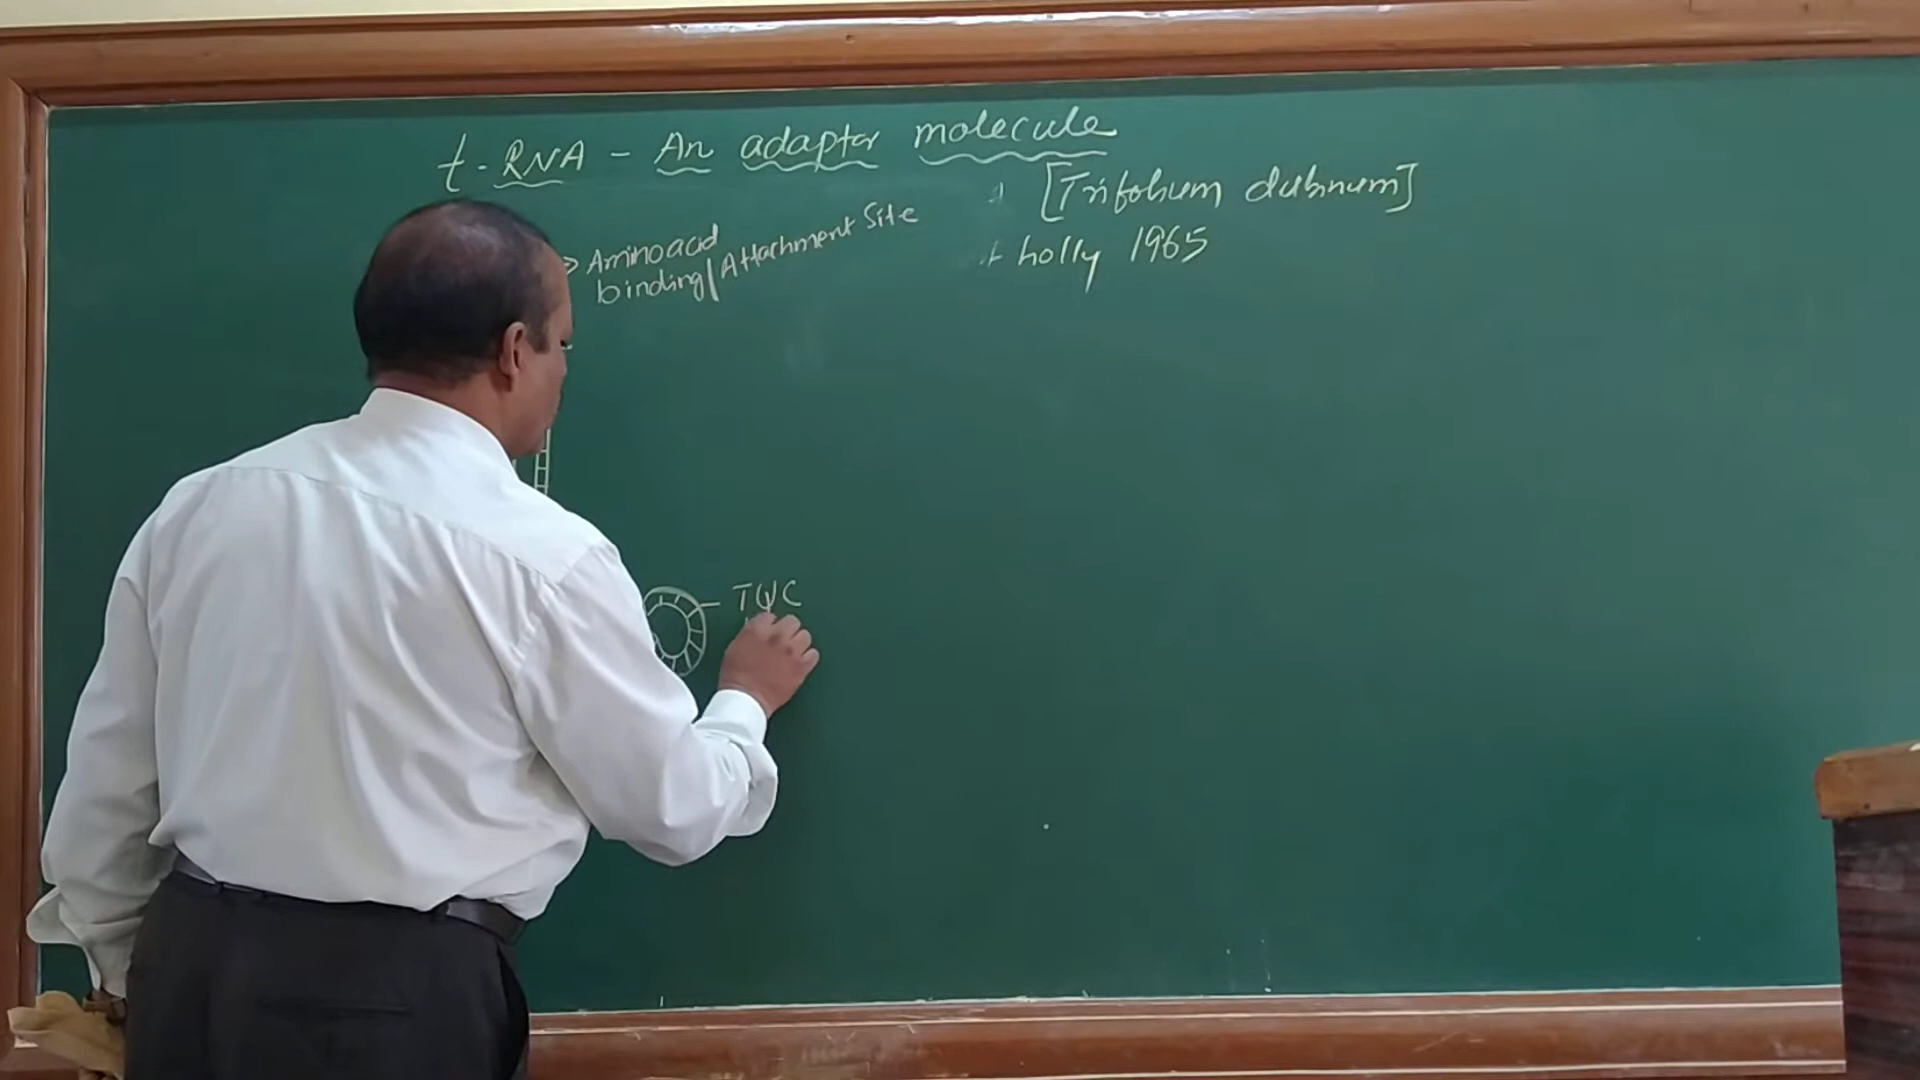 t-RNA - An adaptor molecule
[Trifolium dubnum]
Aminoacid
binding/Attachment Site
holly 1965
TΨC